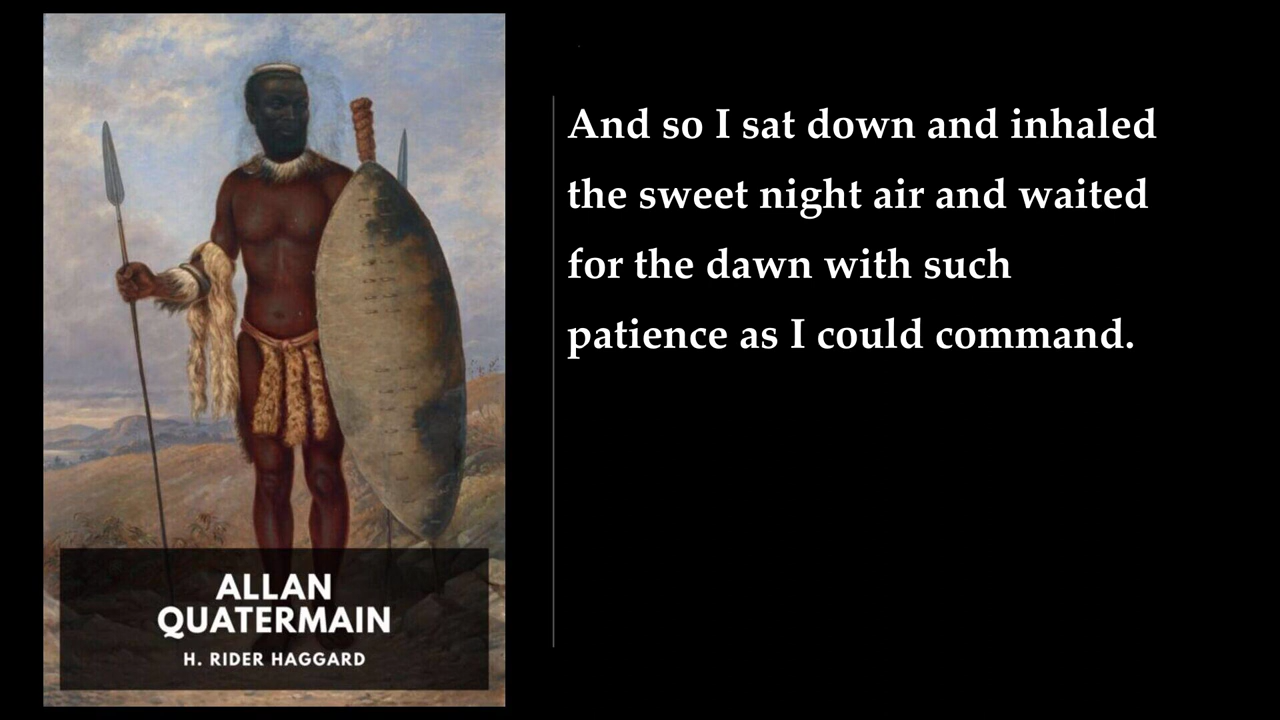 And so I sat down and inhaled
the sweet night air and waited
for the dawn with such
patience as I could command.
ALLAN
QUATERMAIN
H. RIDER HAGGARD